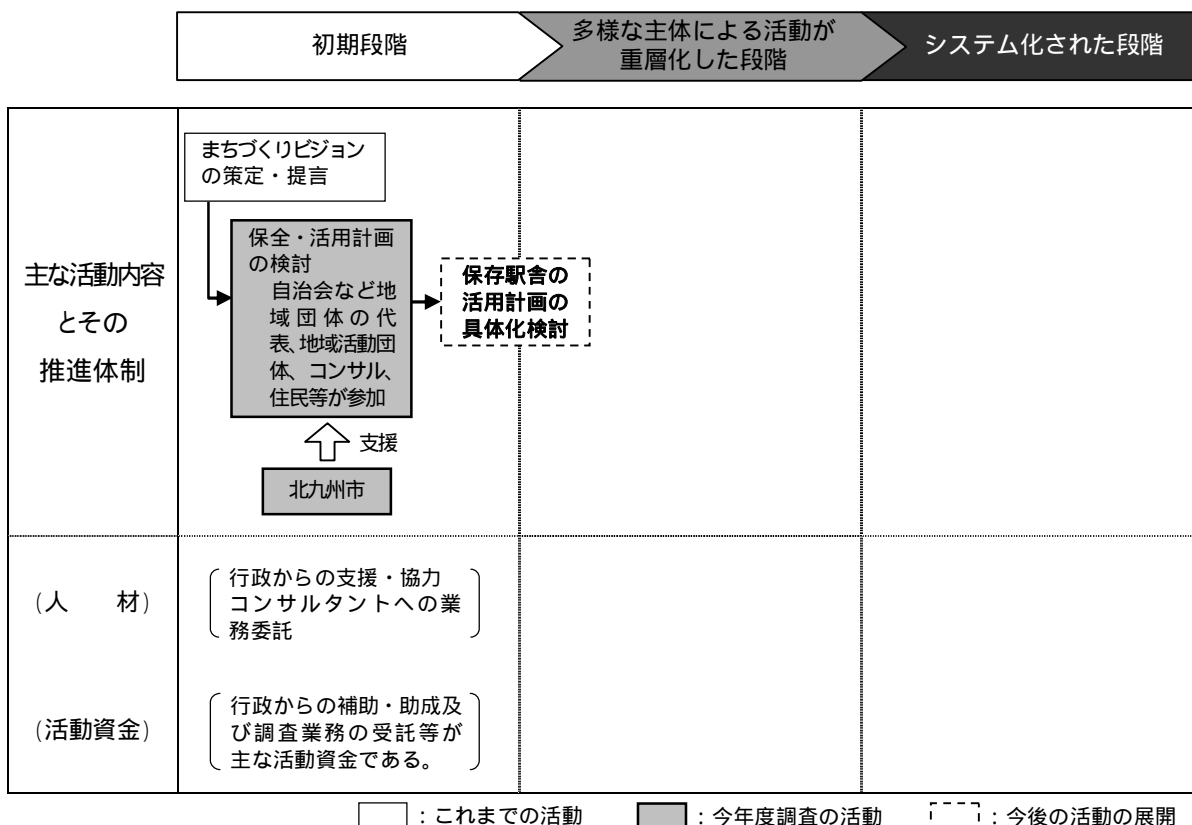 初期段階
多様な主体による活動が
重層化した段階
システム化された段階
主な活動内容
とその
推進体制
まちづくりビジョン
の策定・提言
保全・活用計画
の検討
自治会など地
域団体の代
表、地域活動団
体、コンサル、
住民等が参加
支援
北九州市
保存駅舎の
活用計画の
具体化検討
(人　　材)
行政からの支援・協力
コンサルタントへの業
務委託
(活動資金)
行政からの補助・助成及
び調査業務の受託等が
主な活動資金である。
：これまでの活動
：今年度調査の活動
：今後の活動の展開